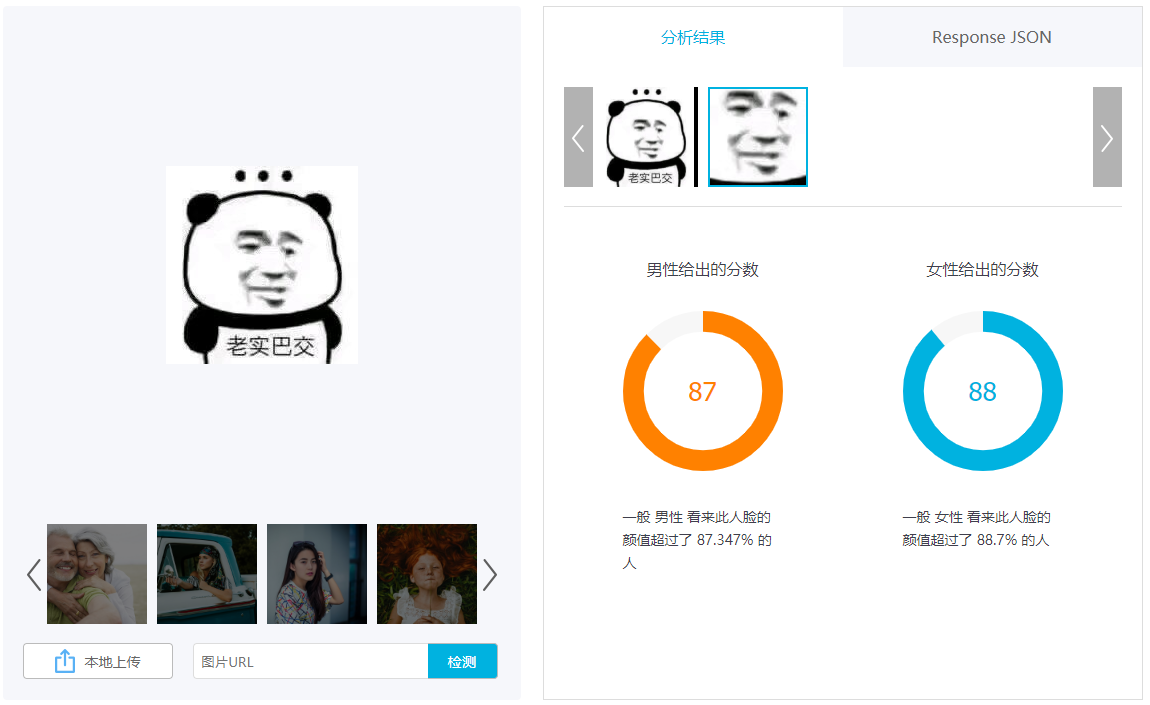 老实巴交
本地上传
图片URL
检测
分析结果
Response JSON
老实巴交
男性给出的分数
87
一般 男性 看来此人脸的
颜值超过了 87.347% 的
人
女性给出的分数
88
一般 女性 看来此人脸的
颜值超过了 88.7% 的人